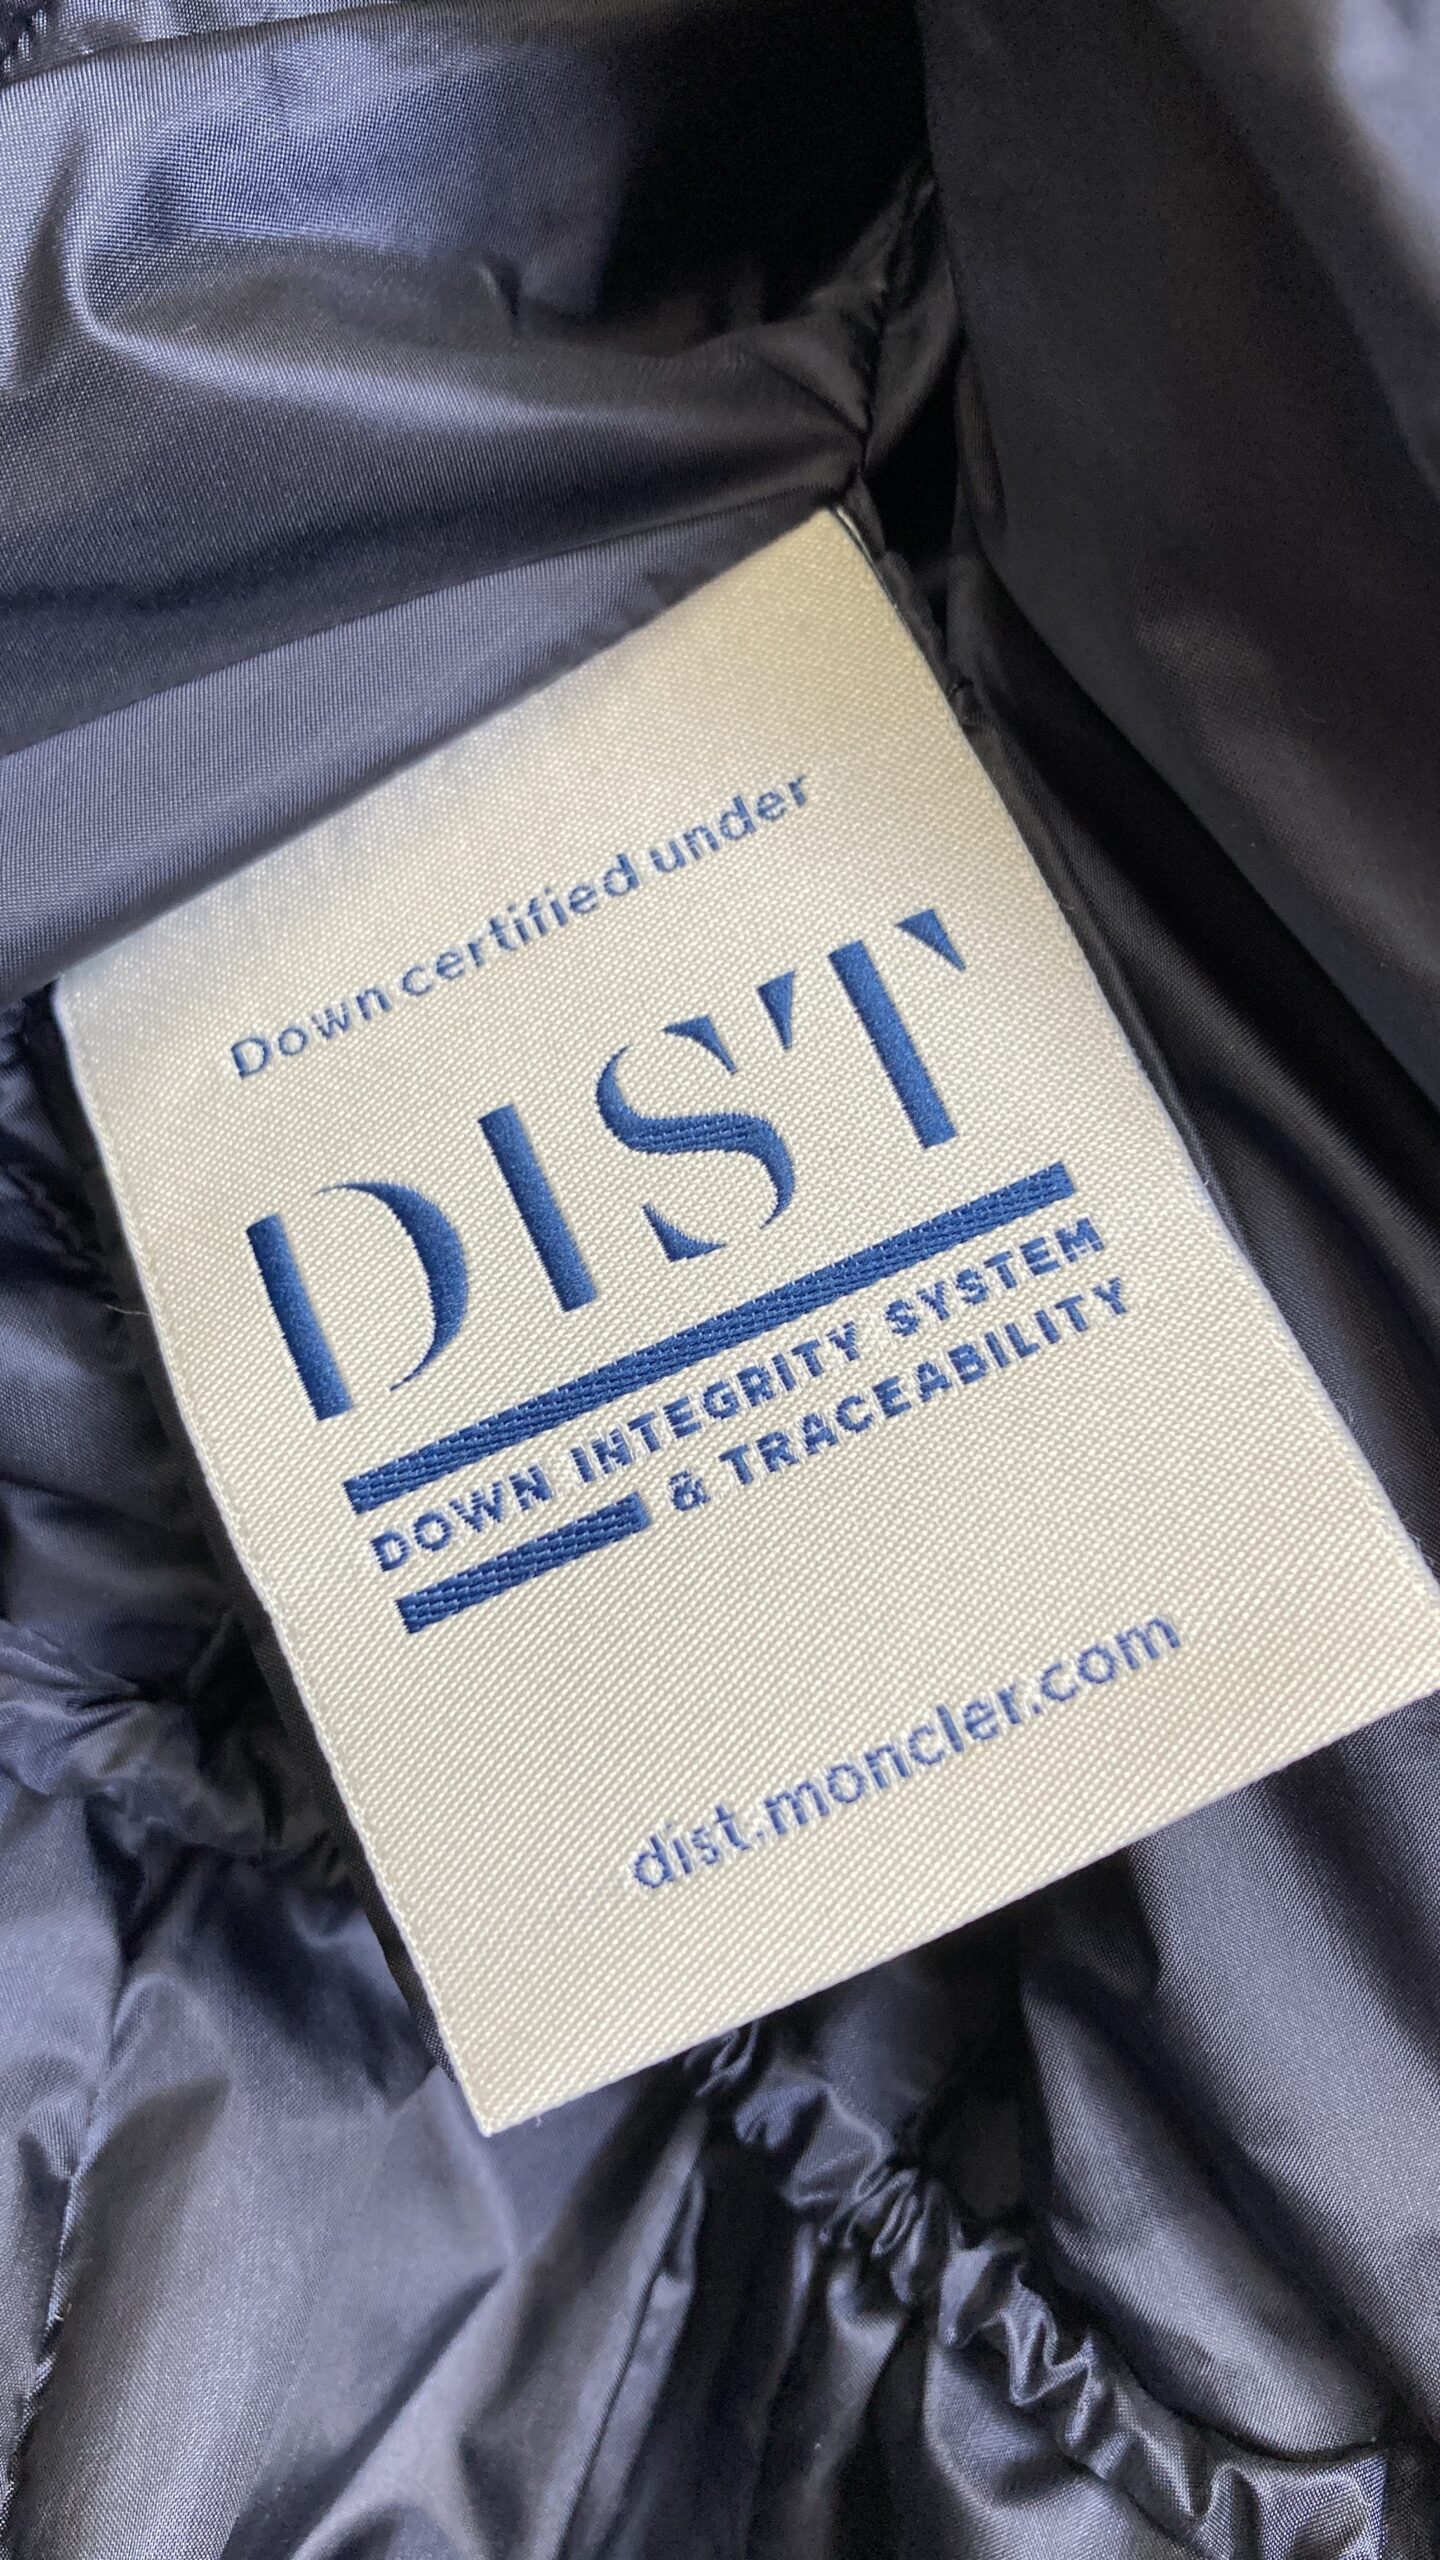 Down certified under
DIST
DOWN INTEGRITY SYSTEM
& TRACEABILITY
dist.moncler.com